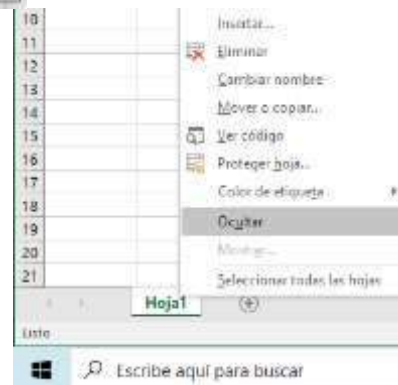 10
Insertar...
11
Eliminar
12
Cambiar nombre
13
Mover o copiar...
14
15
Ver código
16
Proteger hoja...
17
Color de etiqueta
18
Ocultar
19
20
Mostrar...
21
Seleccionar todas las hojas
Hoja1
Listo
Escribe aquí para buscar